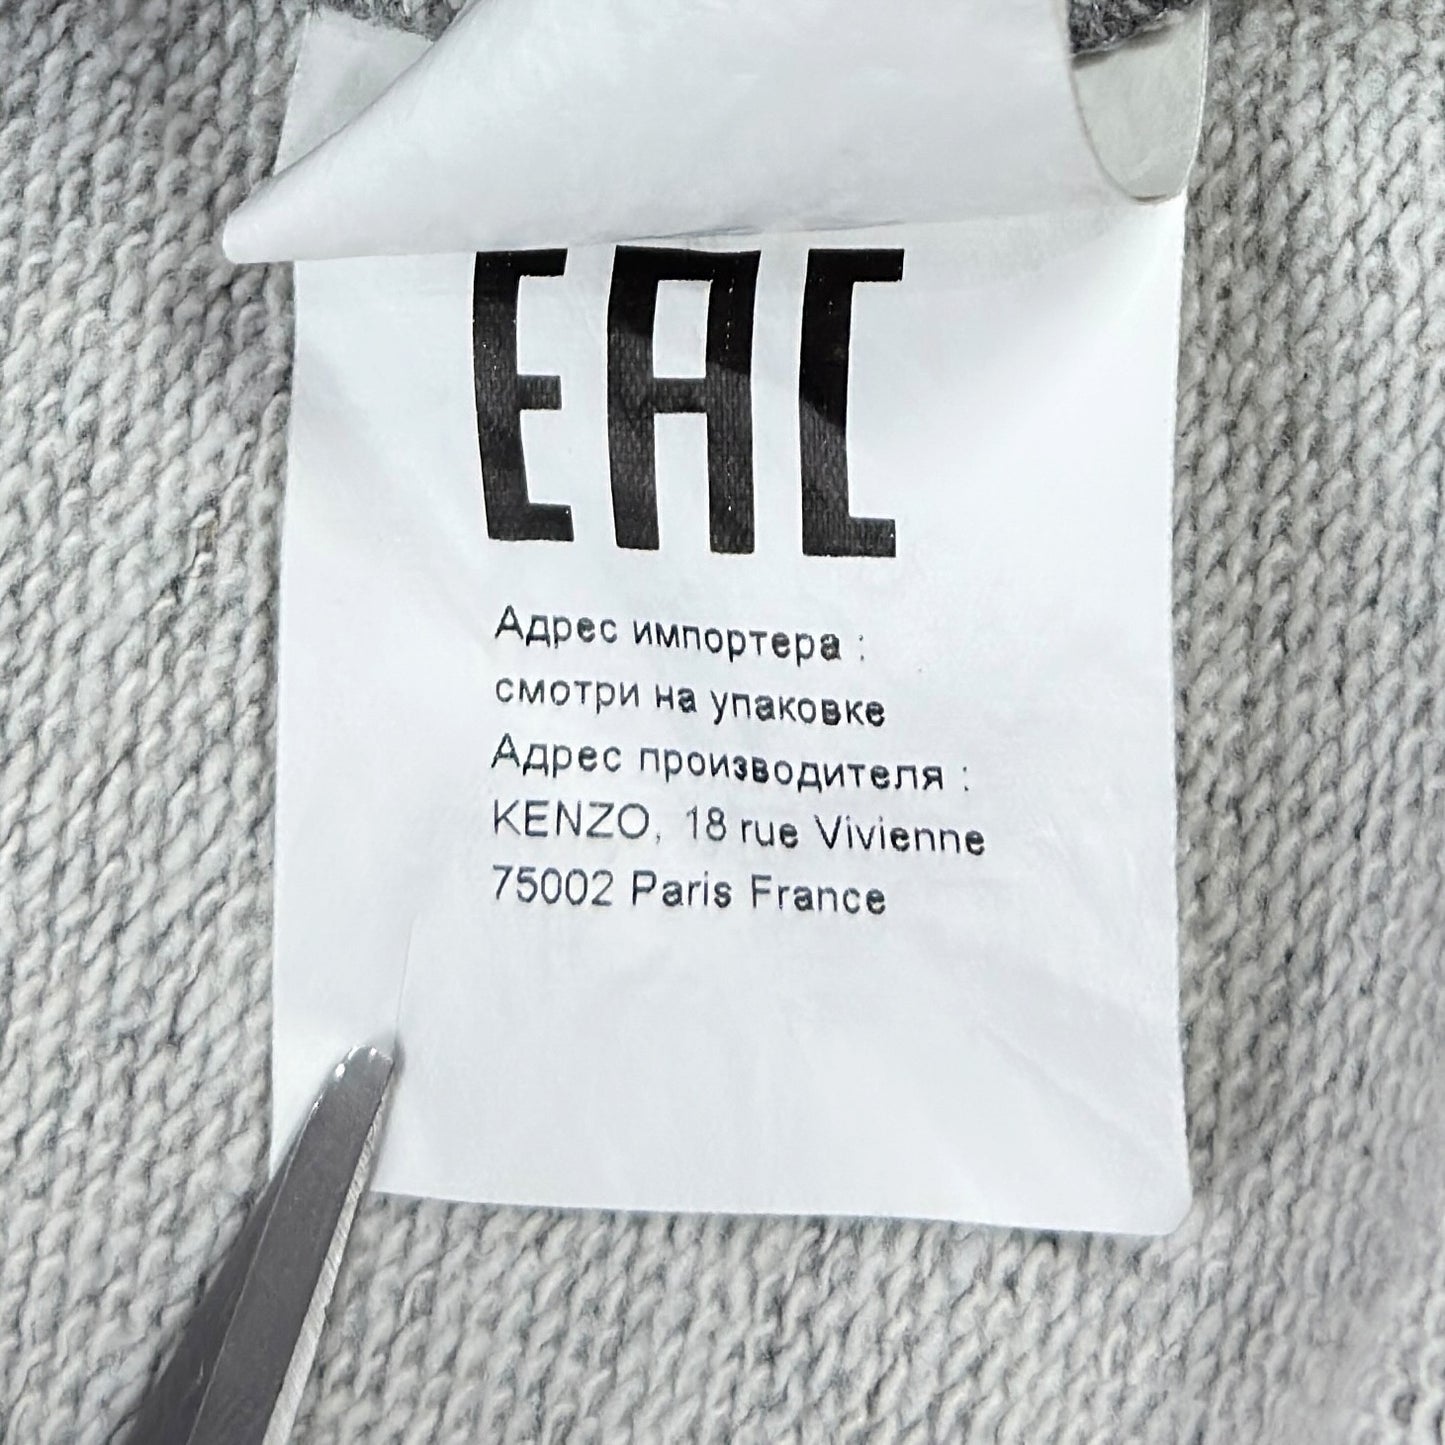 EAC
Адрес импортера :
смотри на упаковке
Адрес производителя :
KENZO, 18 rue Vivienne
75002 Paris France